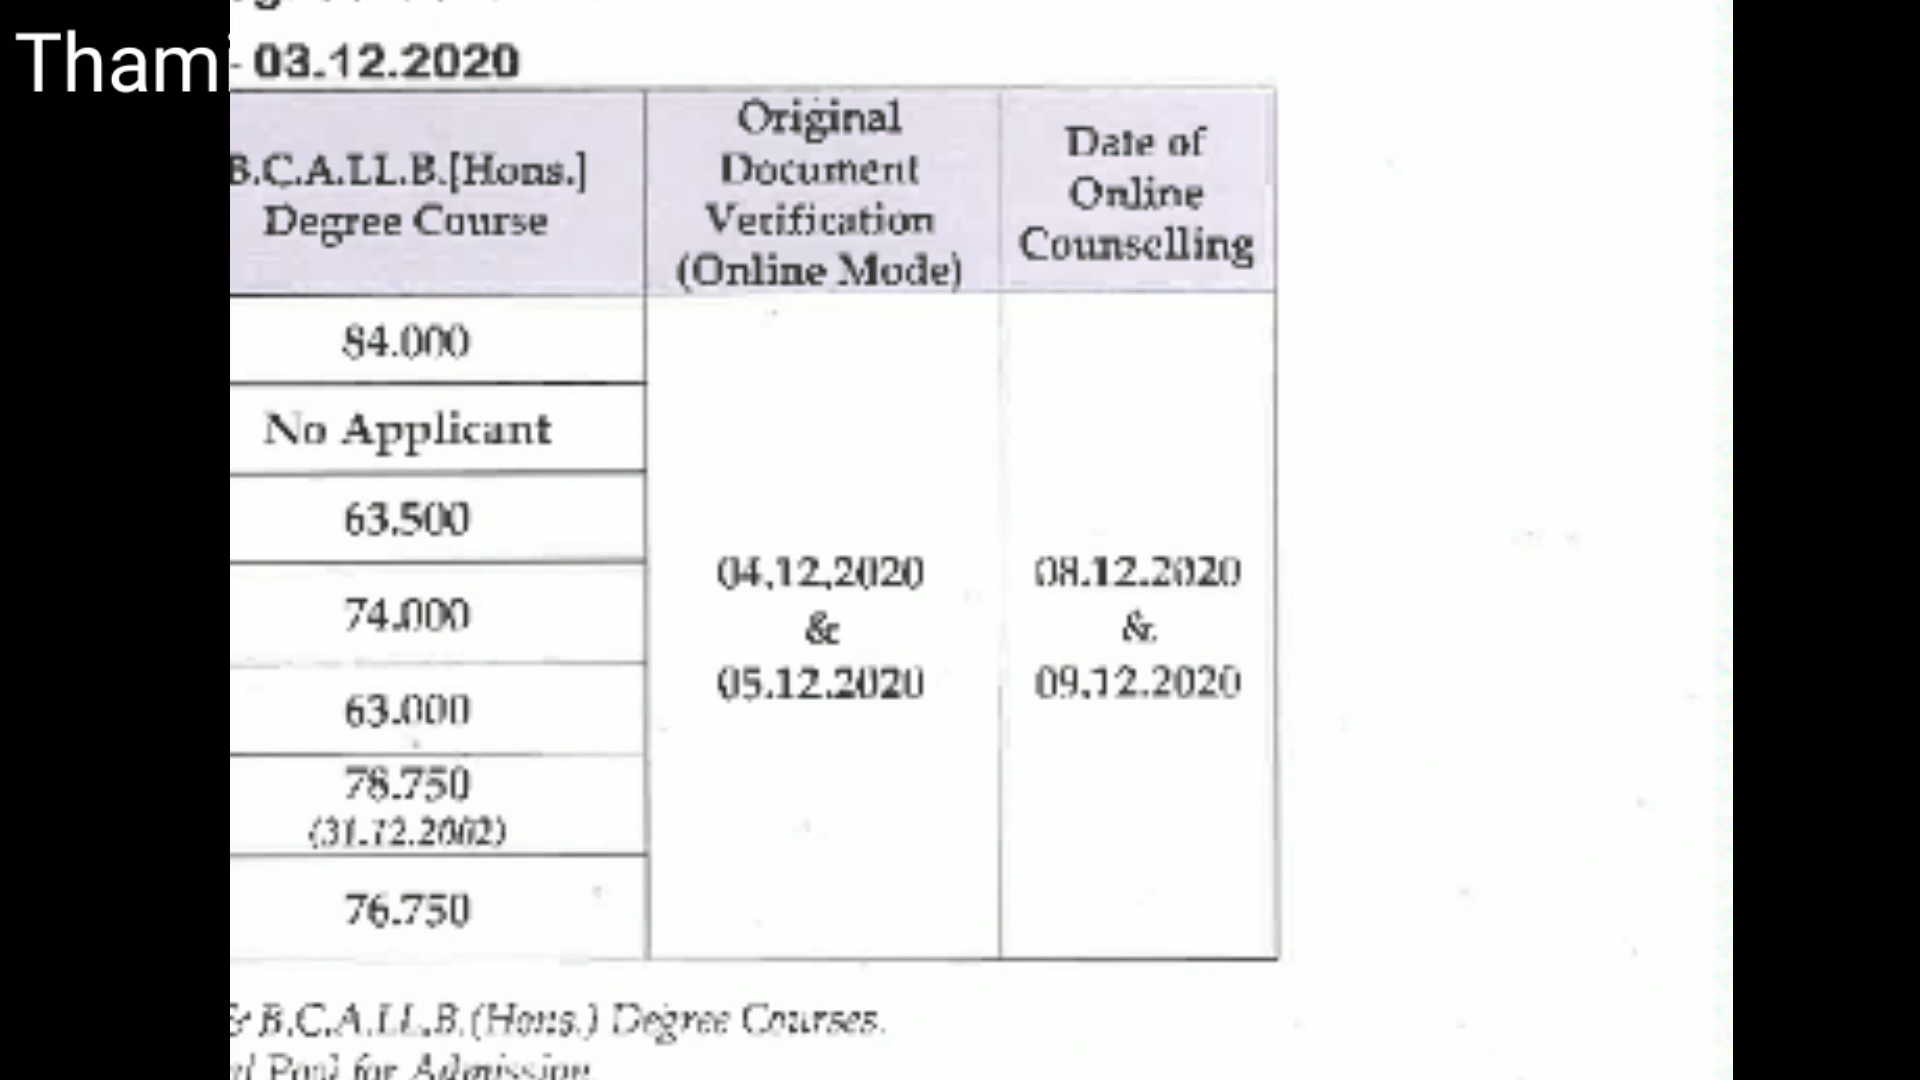 Thami
- 03.12.2020
B.C.A.LL.B.[Hons.]
Degree Course
Original
Document
Verification
(Online Mode)
Date of
Online
Counselling
84.000
No Applicant
63.500
74.000
63.000
78.750
(31.12.2002)
76.750
04.12.2020
&
05.12.2020
08.12.2020
&
09.12.2020
& B.C.A.LL.B.(Hons.) Degree Courses.
Pool for Admission.